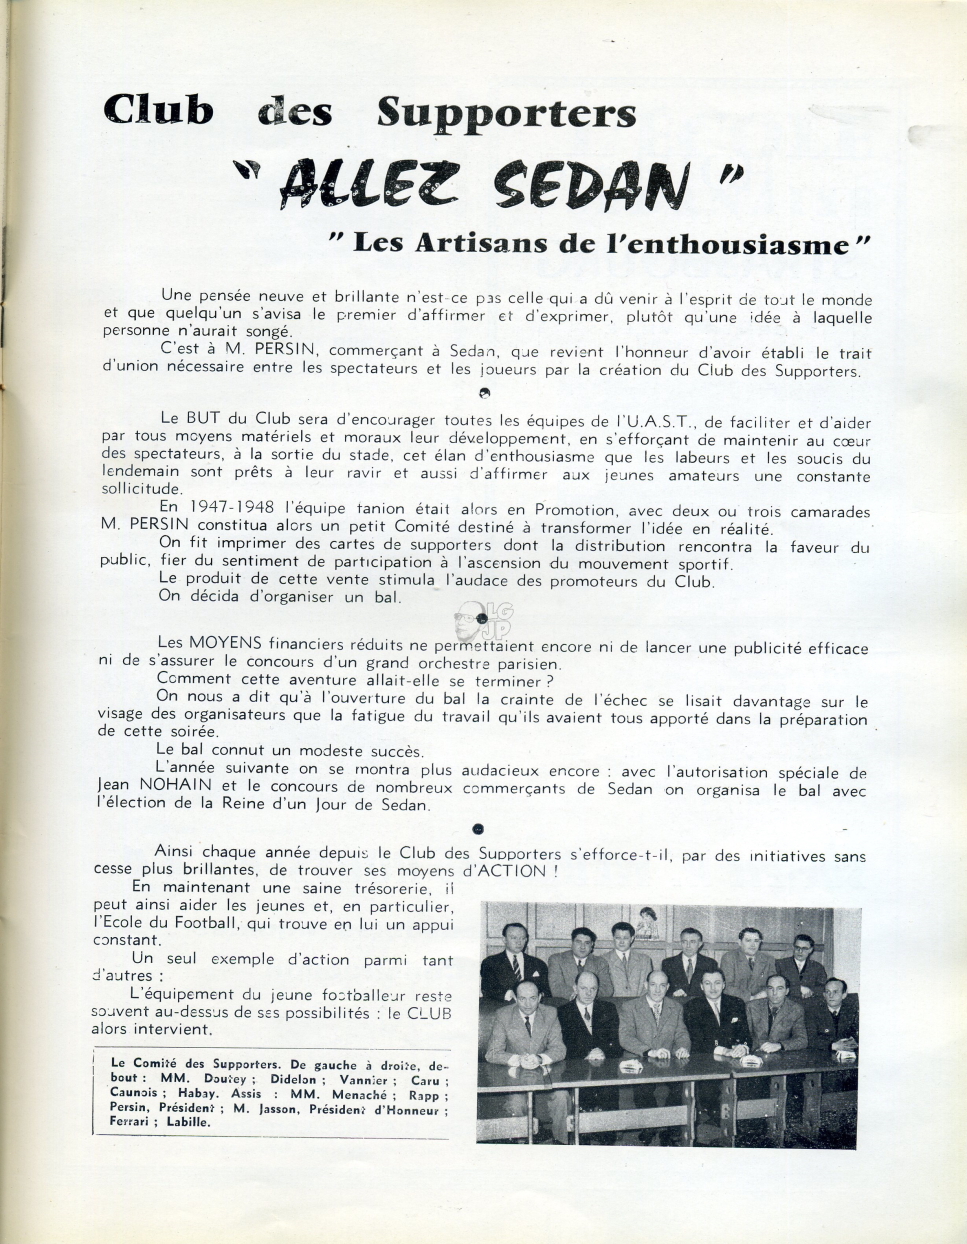 Club des Supporters
" ALLEZ SEDAN "
" Les Artisans de l'enthousiasme "
Une pensée neuve et brillante n'est-ce pas celle qui a dû venir à l'esprit de tout le monde
et que quelqu'un s'avisa le premier d'affirmer et d'exprimer, plutôt qu'une idée à laquelle
personne n'aurait songé.
C'est à M. PERSIN, commerçant à Sedan, que revient l'honneur d'avoir établi le trait
d'union nécessaire entre les spectateurs et les joueurs par la création du Club des Supporters.
Le BUT du Club sera d'encourager toutes les équipes de l'U.A.S.T., de faciliter et d'aider
par tous moyens matériels et moraux leur développement, en s'efforçant de maintenir au cœur
des spectateurs, à la sortie du stade, cet élan d'enthousiasme que les labeurs et les soucis du
lendemain sont prêts à leur ravir et aussi d'affirmer aux jeunes amateurs une constante
sollicitude.
En 1947-1948 l'équipe fanion était alors en Promotion, avec deux ou trois camarades
M. PERSIN constitua alors un petit Comité destiné à transformer l'idée en réalité.
On fit imprimer des cartes de supporters dont la distribution rencontra la faveur du
public, fier du sentiment de participation à l'ascension du mouvement sportif.
Le produit de cette vente stimula l'audace des promoteurs du Club.
On décida d'organiser un bal.
LG
JP
Les MOYENS financiers réduits ne permettaient encore ni de lancer une publicité efficace
ni de s'assurer le concours d'un grand orchestre parisien.
Comment cette aventure allait-elle se terminer ?
On nous a dit qu'à l'ouverture du bal la crainte de l'échec se lisait davantage sur le
visage des organisateurs que la fatigue du travail qu'ils avaient tous apporté dans la préparation
de cette soirée.
Le bal connut un modeste succès.
L'année suivante on se montra plus audacieux encore : avec l'autorisation spéciale de
Jean NOHAIN et le concours de nombreux commerçants de Sedan on organisa le bal avec
l'élection de la Reine d'un Jour de Sedan.
Ainsi chaque année depuis le Club des Supporters s'efforce-t-il, par des initiatives sans
cesse plus brillantes, de trouver ses moyens d'ACTION !
En maintenant une saine trésorerie, il
peut ainsi aider les jeunes et, en particulier,
l'Ecole du Football, qui trouve en lui un appui
constant.
Un seul exemple d'action parmi tant
d'autres :
L'équipement du jeune footballeur reste
souvent au-dessus de ses possibilités : le CLUB
alors intervient.
Le Comité des Supporters. De gauche à droite, de-
bout : MM. Doutey ; Didelon ; Vannier ; Caru ;
Caunois ; Habay. Assis : MM. Menaché ; Rapp ;
Persin, Président ; M. Jasson, Président d'Honneur ;
Ferrari ; Labille.